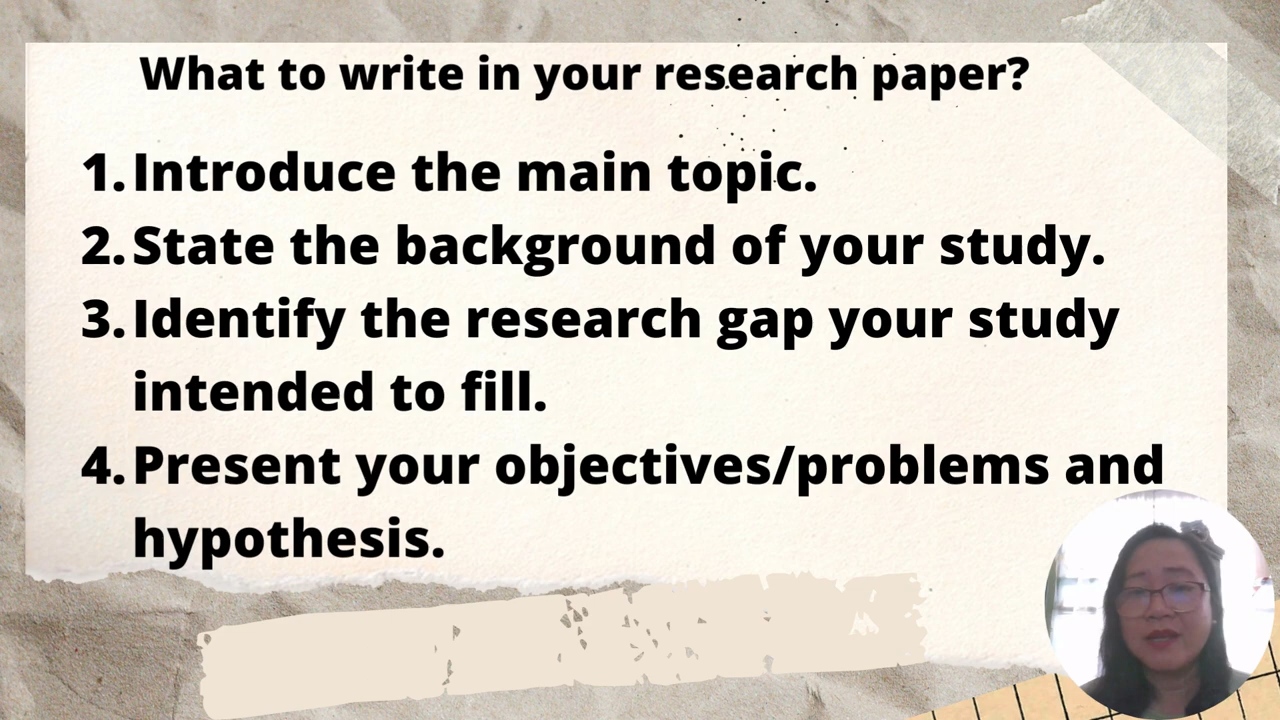 What to write in your research paper?
1. Introduce the main topic.
2. State the background of your study.
3. Identify the research gap your study
intended to fill.
4. Present your objectives/problems and
hypothesis.